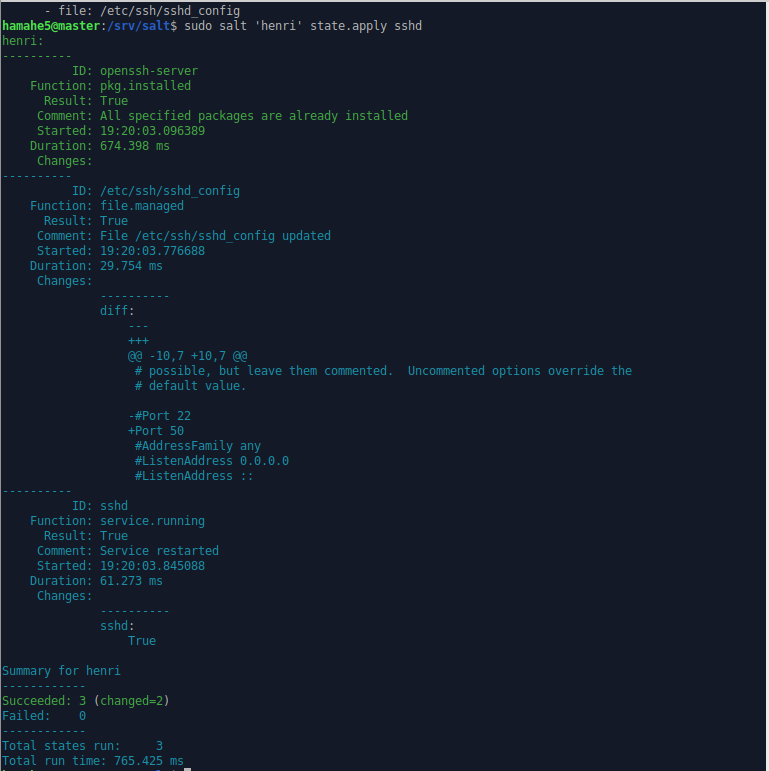 - file: /etc/ssh/sshd_config
hamahe5@master:/srv/salt$ sudo salt 'henri' state.apply sshd
henri:
----------
          ID: openssh-server
    Function: pkg.installed
      Result: True
     Comment: All specified packages are already installed
     Started: 19:20:03.096389
    Duration: 674.398 ms
     Changes:
----------
          ID: /etc/ssh/sshd_config
    Function: file.managed
      Result: True
     Comment: File /etc/ssh/sshd_config updated
     Started: 19:20:03.776688
    Duration: 29.754 ms
     Changes:
              ----------
              diff:
                  ---
                  +++
                  @@ -10,7 +10,7 @@
                   # possible, but leave them commented.  Uncommented options override the
                   # default value.

                  -#Port 22
                  +Port 50
                   #AddressFamily any
                   #ListenAddress 0.0.0.0
                   #ListenAddress ::
----------
          ID: sshd
    Function: service.running
      Result: True
     Comment: Service restarted
     Started: 19:20:03.845088
    Duration: 61.273 ms
     Changes:
              ----------
              sshd:
                  True

Summary for henri
------------
Succeeded: 3 (changed=2)
Failed:    0
------------
Total states run:     3
Total run time: 765.425 ms